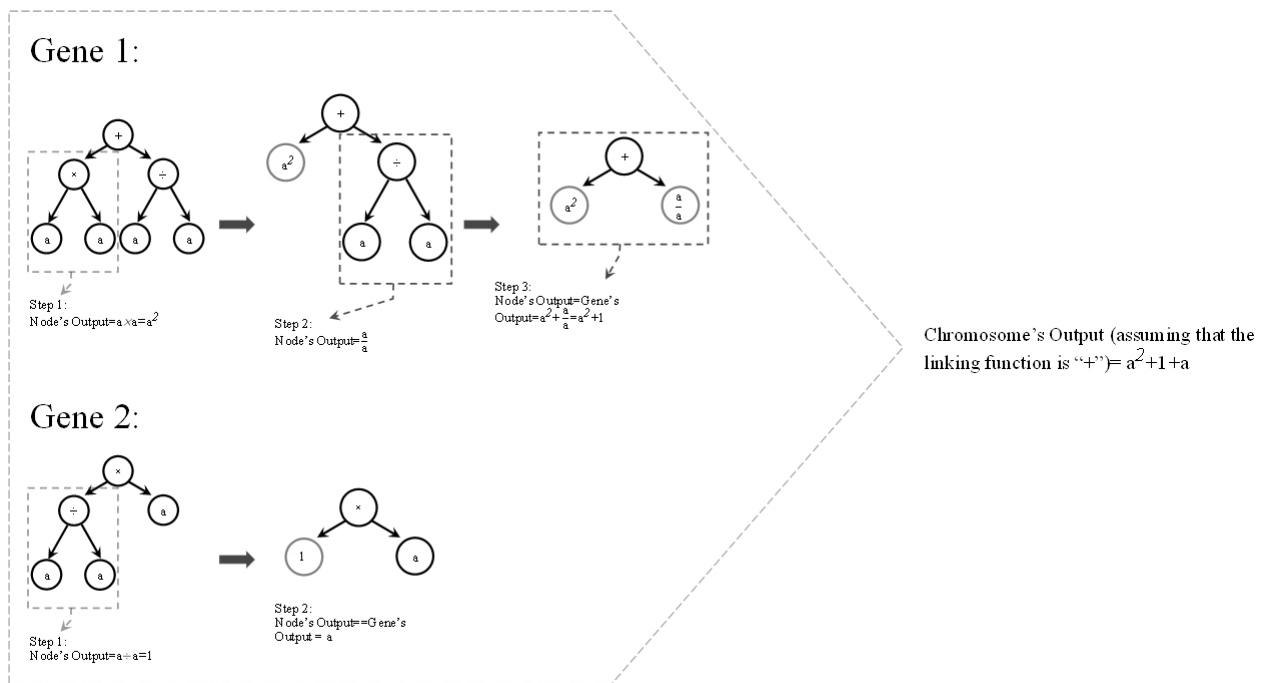 Gene 1:
+
× ÷
a a a a
+
a² ÷
a a
+
a² a/a
Step 1:
Node's Output=a×a=a²
Step 2:
Node's Output=a/a
Step 3:
Node's Output=Gene's
Output=a²+a/a=a²+1
Chromosome's Output (assuming that the
linking function is “+”)= a²+1+a
Gene 2:
×
÷ a
a a
×
1 a
Step 1:
Node's Output=a÷a=1
Step 2:
Node's Output==Gene's
Output = a